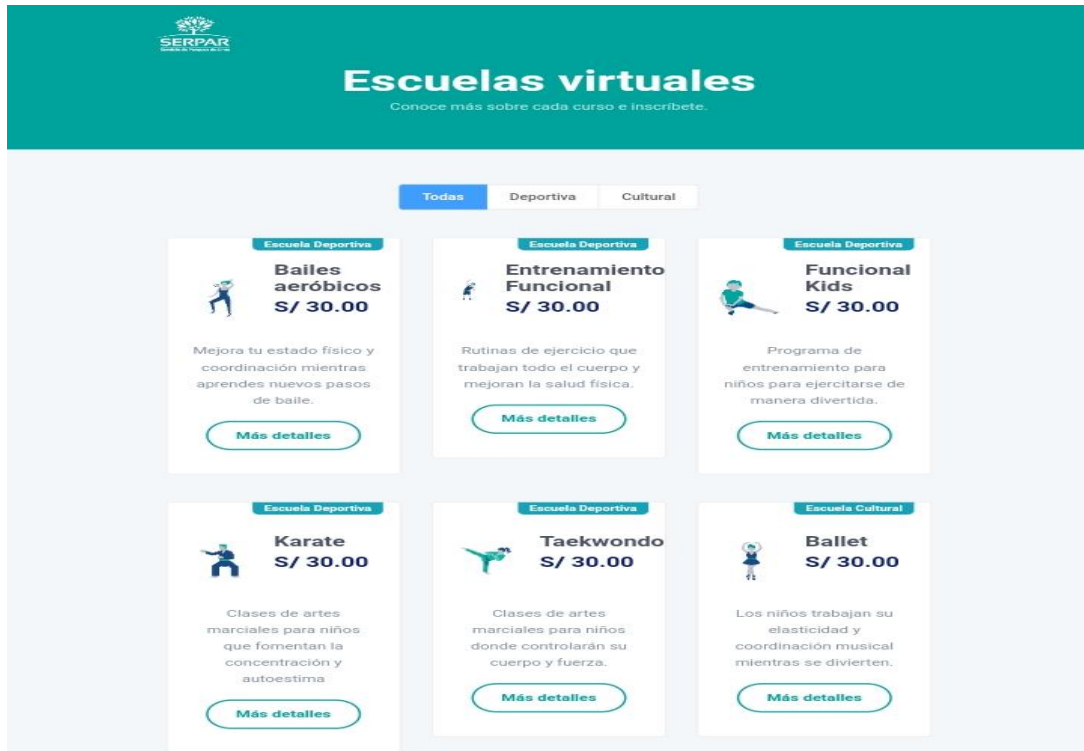 SERPAR
Escuelas virtuales
Conoce más sobre cada curso e inscríbete.
Todas
Deportiva
Cultural
Escuela Deportiva
Bailes
aeróbicos
S/ 30.00
Mejora tu estado físico y
coordinación mientras
aprendes nuevos pasos
de baile.
Más detalles
Escuela Deportiva
Entrenamiento
Funcional
S/ 30.00
Rutinas de ejercicio que
trabajan todo el cuerpo y
mejoran la salud física.
Más detalles
Escuela Deportiva
Funcional
Kids
S/ 30.00
Programa de
entrenamiento para
niños para ejercitarse de
manera divertida.
Más detalles
Escuela Deportiva
Karate
S/ 30.00
Clases de artes
marciales para niños
que fomentan la
concentración y
autoestima
Más detalles
Escuela Deportiva
Taekwondo
S/ 30.00
Clases de artes
marciales para niños
donde controlarán su
cuerpo y fuerza.
Más detalles
Escuela Cultural
Ballet
S/ 30.00
Los niños trabajan su
elasticidad y
coordinación musical
mientras se divierten.
Más detalles